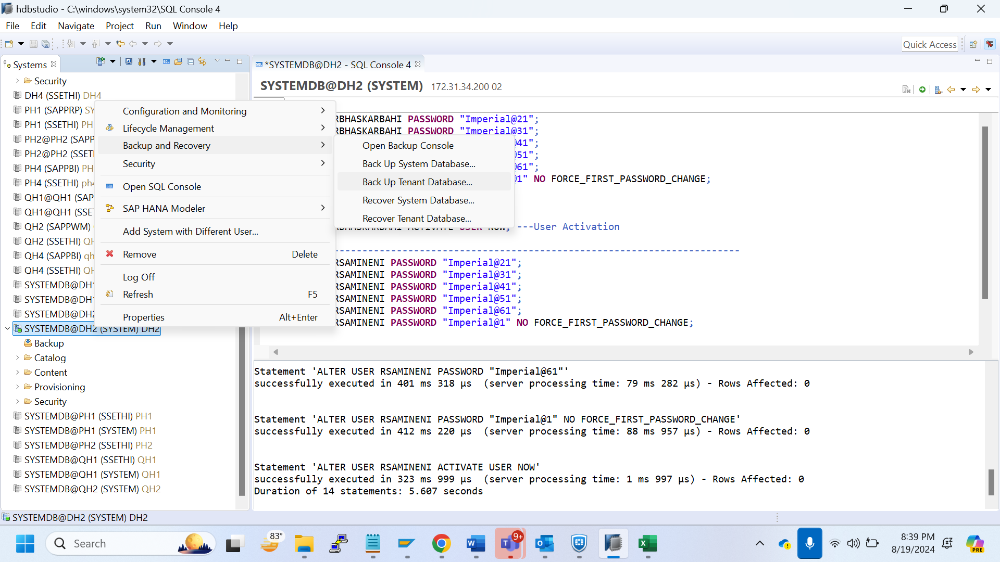 hdbstudio - C:\windows\system32\SQL Console 4
File Edit Navigate Project Run Window Help
Quick Access
Systems
Security
DH4 (SSETHI) DH4
PH1 (SAPPRP) SY
PH1 (SSETHI) PH
PH2@PH2 (SAPP
PH2@PH2 (SSET
PH4 (SAPPBI) PH
PH4 (SSETHI) ph4
QH1@QH1 (SAP
QH1@QH1 (SSE
QH2 (SAPPWM)
QH2 (SSETHI) QH
QH4 (SAPPBI) qh
QH4 (SSETHI) QH
SYSTEMDB@DH1
SYSTEMDB@DH1
SYSTEMDB@DH2
SYSTEMDB@DH2 (SYSTEM) DH2
Backup
Catalog
Content
Provisioning
Security
SYSTEMDB@PH1 (SSETHI) PH1
SYSTEMDB@PH1 (SYSTEM) PH1
SYSTEMDB@PH2 (SSETHI) PH2
SYSTEMDB@QH1 (SSETHI) QH1
SYSTEMDB@QH1 (SYSTEM) QH1
SYSTEMDB@QH2 (SYSTEM) QH2
Configuration and Monitoring
Lifecycle Management
Backup and Recovery
Security
Open SQL Console
SAP HANA Modeler
Add System with Different User...
Remove Delete
Log Off
Refresh F5
Properties Alt+Enter
Open Backup Console
Back Up System Database...
Back Up Tenant Database...
Recover System Database...
Recover Tenant Database...
*SYSTEMDB@DH2 - SQL Console 4
SYSTEMDB@DH2 (SYSTEM) 172.31.34.200 02
RBHASKARBAHI PASSWORD "Imperial@21";
RBHASKARBAHI PASSWORD "Imperial@31";
@41";
@51";
@61";
@1" NO FORCE_FIRST_PASSWORD_CHANGE;
RBHASKARBAHI ACTIVATE USER NOW; ---User Activation
------------------------------------------------------------------------
RSAMINENI PASSWORD "Imperial@21";
RSAMINENI PASSWORD "Imperial@31";
RSAMINENI PASSWORD "Imperial@41";
RSAMINENI PASSWORD "Imperial@51";
RSAMINENI PASSWORD "Imperial@61";
RSAMINENI PASSWORD "Imperial@1" NO FORCE_FIRST_PASSWORD_CHANGE;
Statement 'ALTER USER RSAMINENI PASSWORD "Imperial@61"'
successfully executed in 401 ms 318 µs (server processing time: 79 ms 282 µs) - Rows Affected: 0
Statement 'ALTER USER RSAMINENI PASSWORD "Imperial@1" NO FORCE_FIRST_PASSWORD_CHANGE'
successfully executed in 412 ms 220 µs (server processing time: 88 ms 957 µs) - Rows Affected: 0
Statement 'ALTER USER RSAMINENI ACTIVATE USER NOW'
successfully executed in 323 ms 999 µs (server processing time: 1 ms 997 µs) - Rows Affected: 0
Duration of 14 statements: 5.607 seconds
SYSTEMDB@DH2 (SYSTEM) DH2
Search
83°
9+
8:39 PM
8/19/2024
PRE